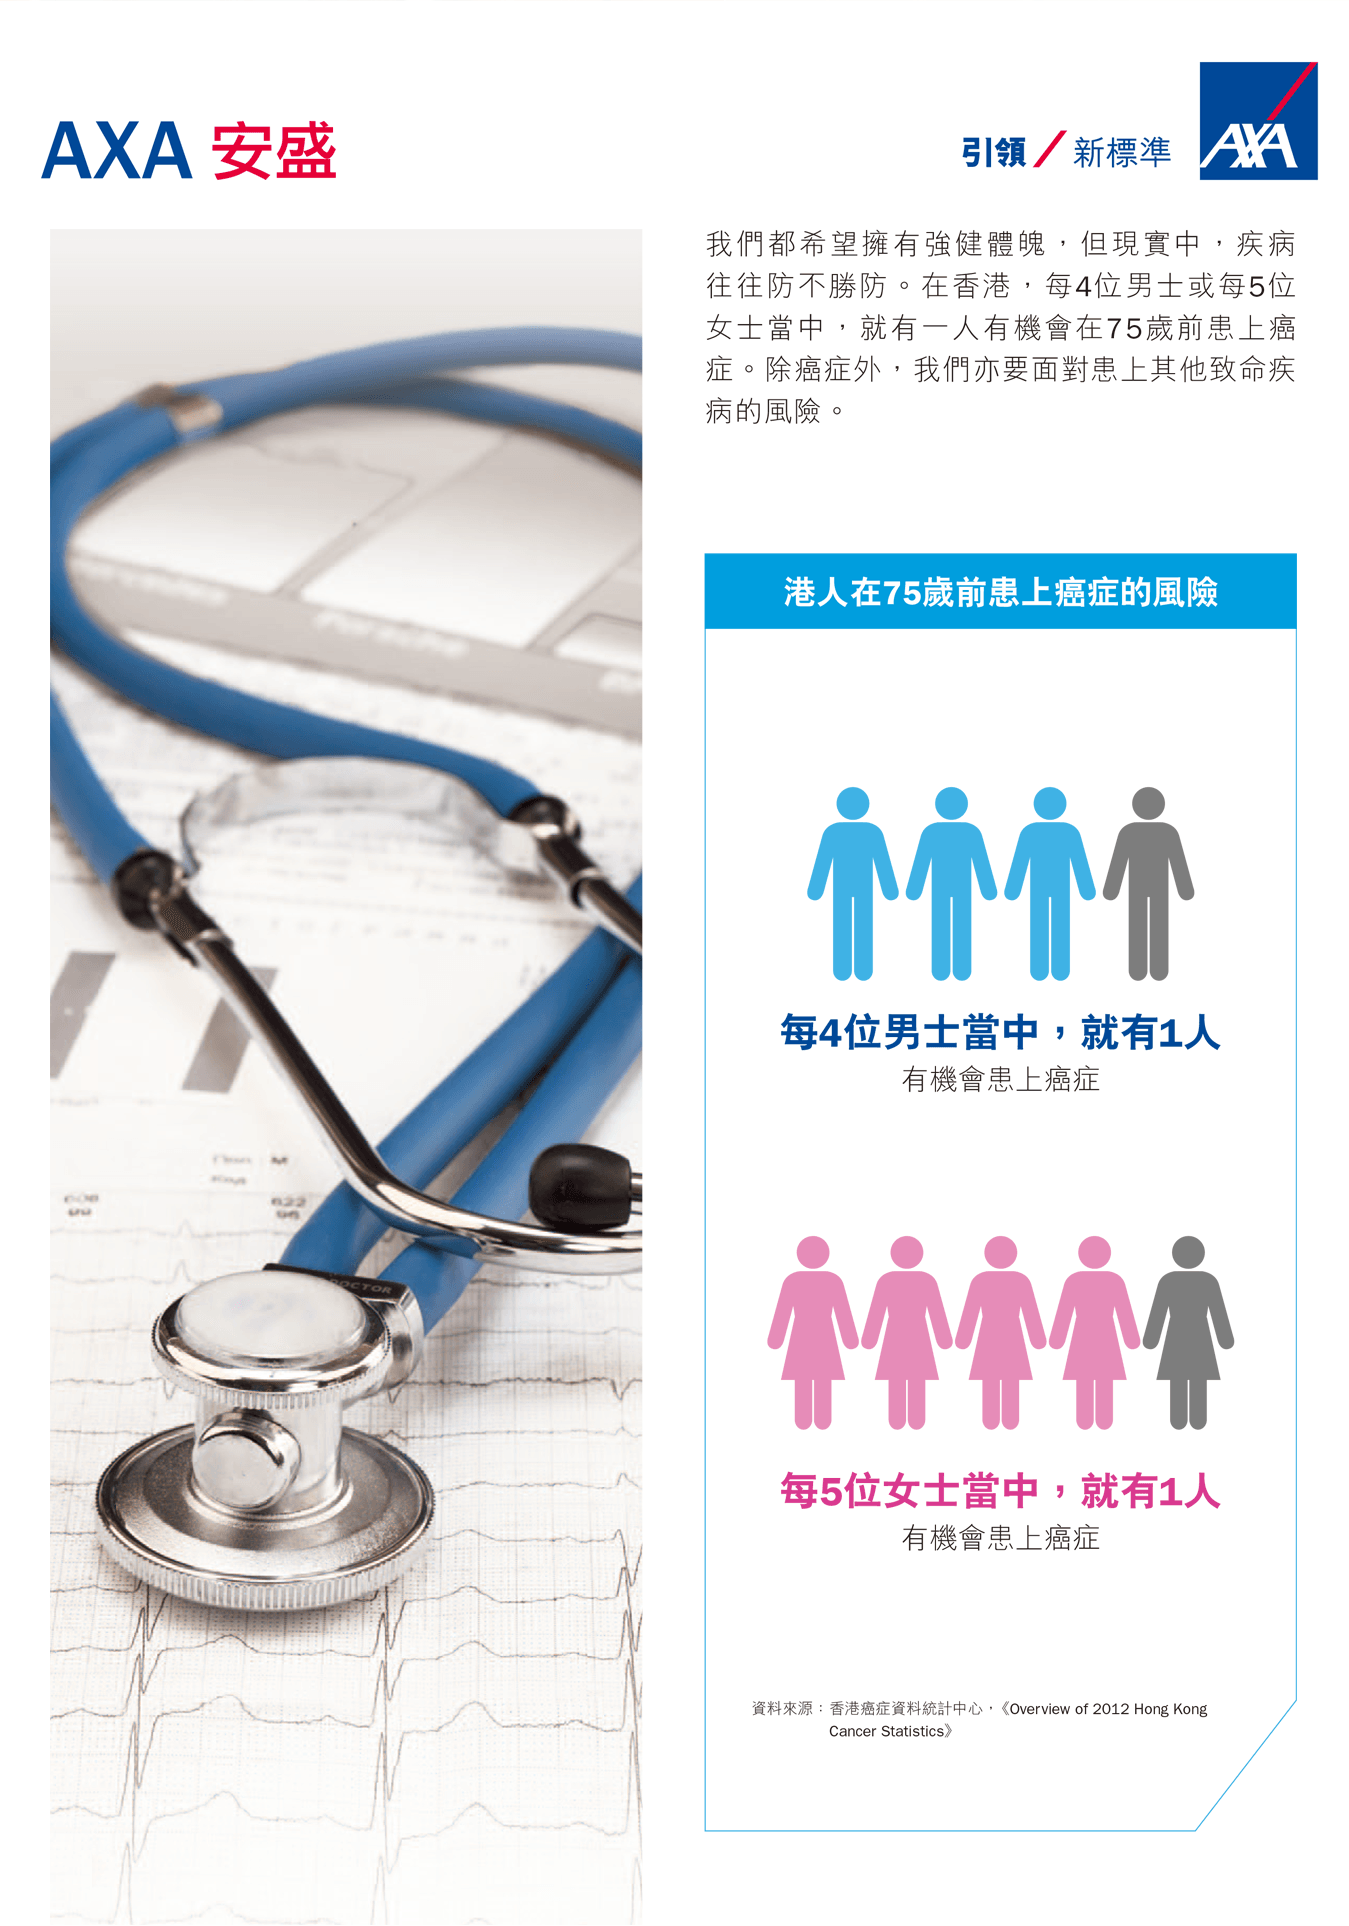 AXA 安盛
引領 / 新標準
AXA
我們都希望擁有強健體魄，但現實中，疾病
往往防不勝防。在香港，每4位男士或每5位
女士當中，就有一人有機會在75歲前患上癌
症。除癌症外，我們亦要面對患上其他致命疾
病的風險。
港人在75歲前患上癌症的風險
每4位男士當中，就有1人
有機會患上癌症
每5位女士當中，就有1人
有機會患上癌症
資料來源：香港癌症資料統計中心，《Overview of 2012 Hong Kong
Cancer Statistics》
M
622
96
DOCTOR